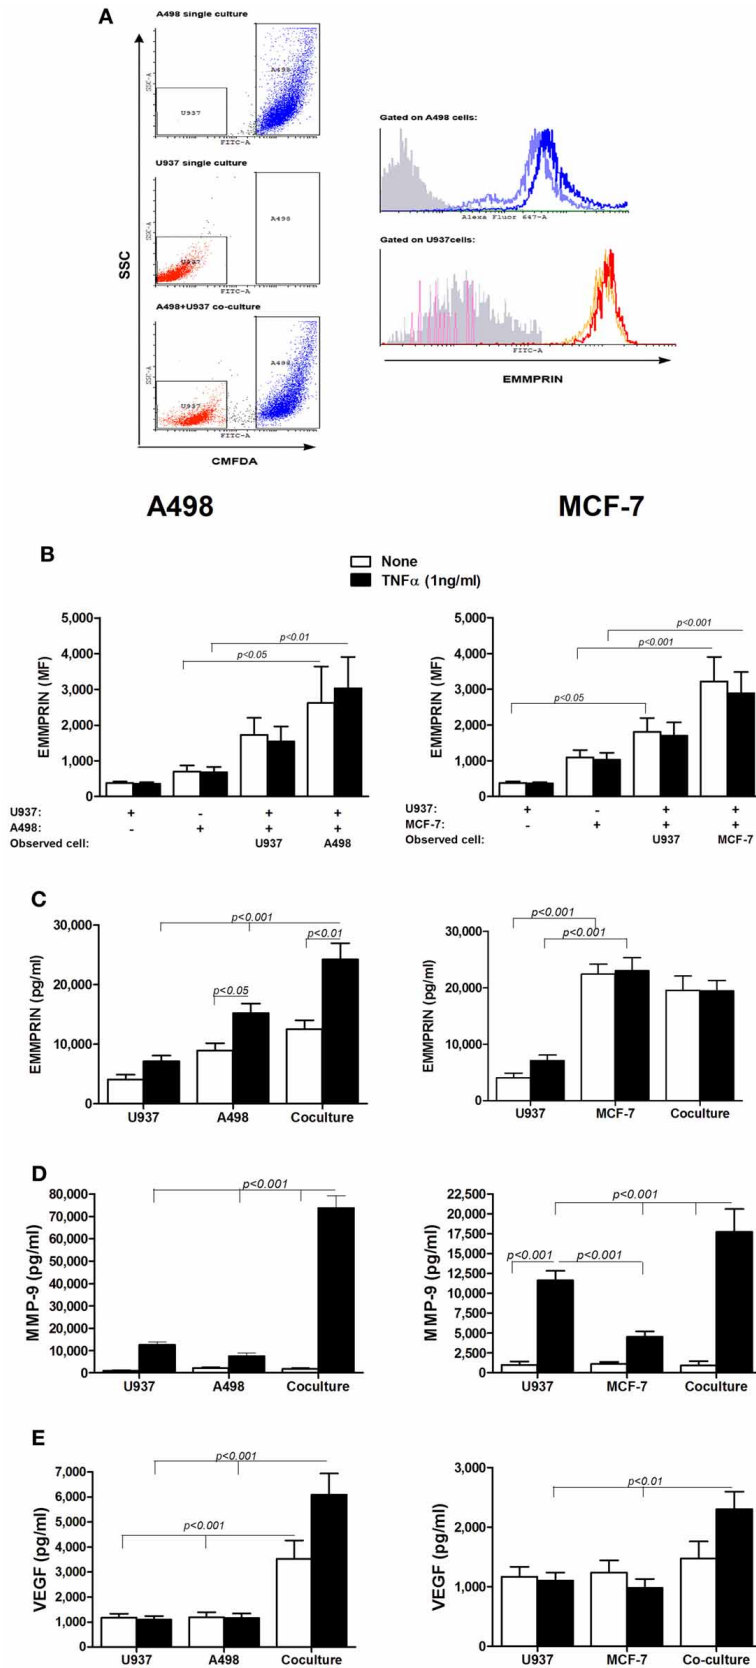 A
A498 single culture
SSC-A
A498
U937
FITC-A
U937 single culture
SSC-A
A498
U937
FITC-A
A498+U937 co-culture
SSC-A
A498
U937
FITC-A
SSC
CMFDA
Gated on A498 cells:
Alexa Fluor 647-A
Gated on U937cells:
FITC-A
EMMPRIN
A498
MCF-7
B
None
TNFα (1ng/ml)
EMMPRIN (MF)
5,000
4,000
3,000
2,000
1,000
0
p<0.01
p<0.05
U937: + - + +
A498: - + + +
Observed cell: U937 A498
EMMPRIN (MF)
5,000
4,000
3,000
2,000
1,000
0
p<0.001
p<0.001
p<0.05
U937: + - + +
MCF-7: - + + +
Observed cell: U937 MCF-7
C
EMMPRIN (pg/ml)
30,000
20,000
10,000
0
p<0.001
p<0.01
p<0.05
U937 A498 Coculture
EMMPRIN (pg/ml)
30,000
20,000
10,000
0
p<0.001
p<0.001
U937 MCF-7 Coculture
D
MMP-9 (pg/ml)
80,000
70,000
60,000
50,000
40,000
30,000
20,000
10,000
0
p<0.001
U937 A498 Coculture
MMP-9 (pg/ml)
22,500
20,000
17,500
15,000
12,500
10,000
7,500
5,000
2,500
0
p<0.001
p<0.001 p<0.001
U937 MCF-7 Coculture
E
VEGF (pg/ml)
7,000
6,000
5,000
4,000
3,000
2,000
1,000
0
p<0.001
p<0.001
U937 A498 Coculture
VEGF (pg/ml)
3,000
2,000
1,000
0
p<0.01
U937 MCF-7 Co-culture